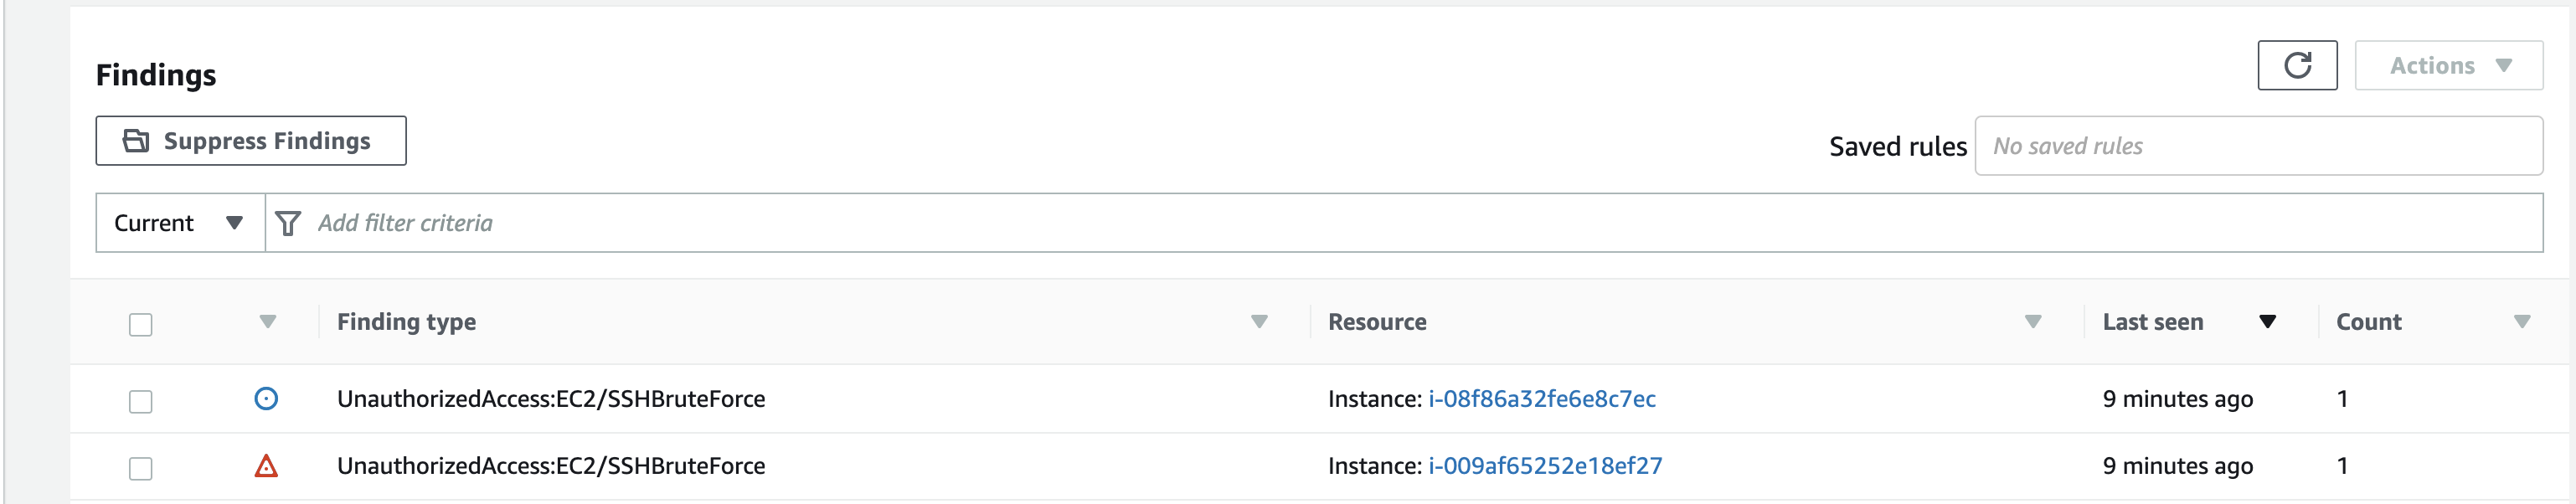 Findings
Actions
Suppress Findings
Saved rules No saved rules
Current Add filter criteria
Finding type Resource Last seen Count
UnauthorizedAccess:EC2/SSHBruteForce Instance: i-08f86a32fe6e8c7ec 9 minutes ago 1
UnauthorizedAccess:EC2/SSHBruteForce Instance: i-009af65252e18ef27 9 minutes ago 1